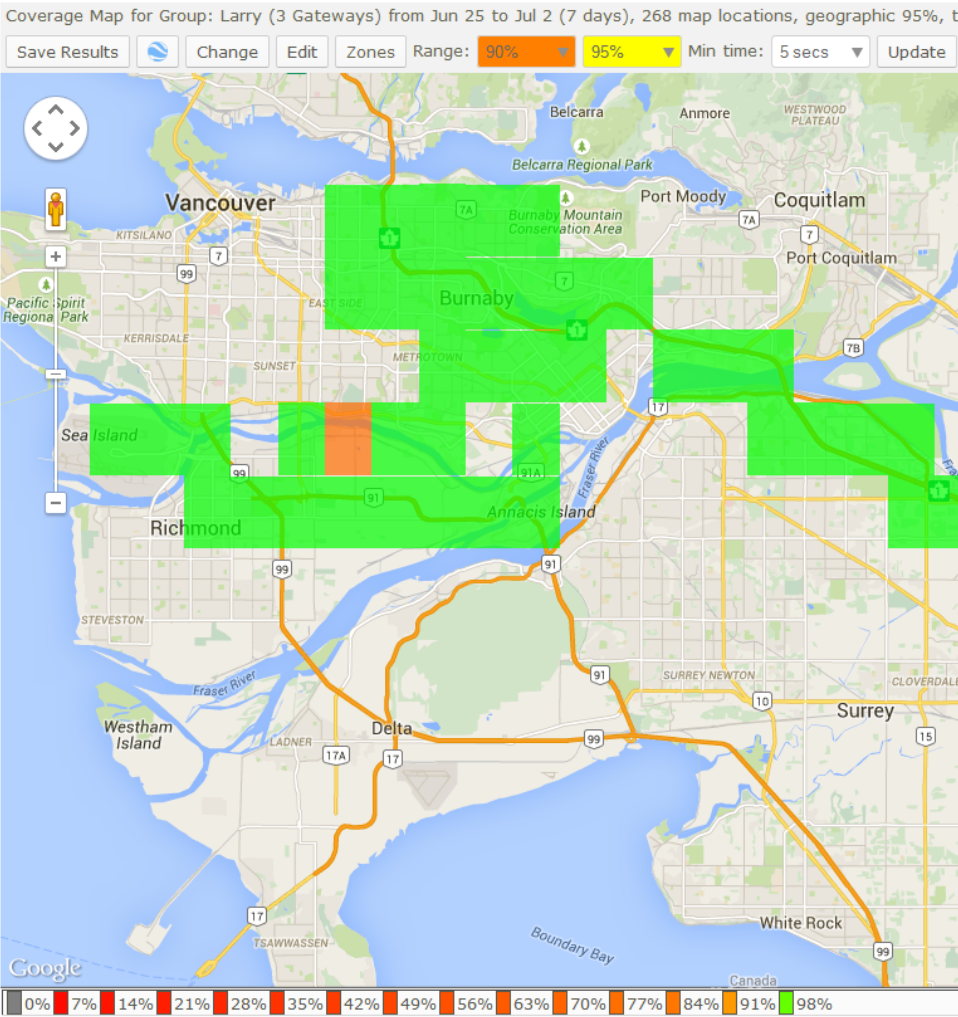 Coverage Map for Group: Larry (3 Gateways) from Jun 25 to Jul 2 (7 days), 268 map locations, geographic 95%, t
Save Results Change Edit Zones Range: 90% 95% Min time: 5 secs Update
Belcarra
Anmore
WESTWOOD
PLATEAU
Belcarra Regional Park
Vancouver
7A
Burnaby Mountain
Conservation Area
Port Moody
Coquitlam
7A
KITSILANO
1
7
7
Port Coquitlam
99
7
Pacific Spirit
Regional Park
EAST SIDE
Burnaby
KERRISDALE
1
METROTOWN
7B
SUNSET
17
Sea Island
99
91A
Fraser River
Fra
91
1
Richmond
Annacis Island
99
91
STEVESTON
Fraser River
91
SURREY NEWTON
CLOVERDALE
10
Surrey
Westham
Island
Delta
LADNER
99
15
17A
17
17
White Rock
TSAWWASSEN
Boundary Bay
99
Google
Canada
0% 7% 14% 21% 28% 35% 42% 49% 56% 63% 70% 77% 84% 91% 98%